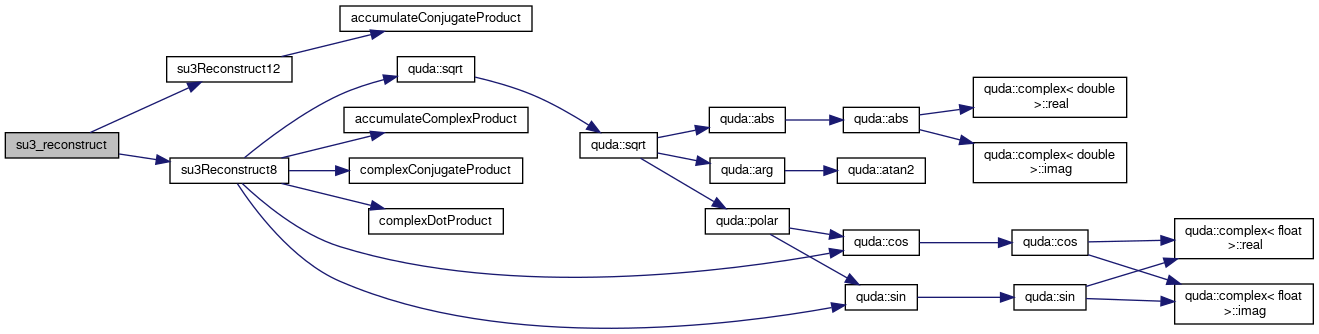 su3_reconstruct
su3Reconstruct12
accumulateConjugateProduct
su3Reconstruct8
quda::sqrt
accumulateComplexProduct
complexConjugateProduct
complexDotProduct
quda::sqrt
quda::abs
quda::arg
quda::polar
quda::abs
quda::atan2
quda::cos
quda::sin
quda::complex< double
>::real
quda::complex< double
>::imag
quda::cos
quda::sin
quda::complex< float
>::real
quda::complex< float
>::imag